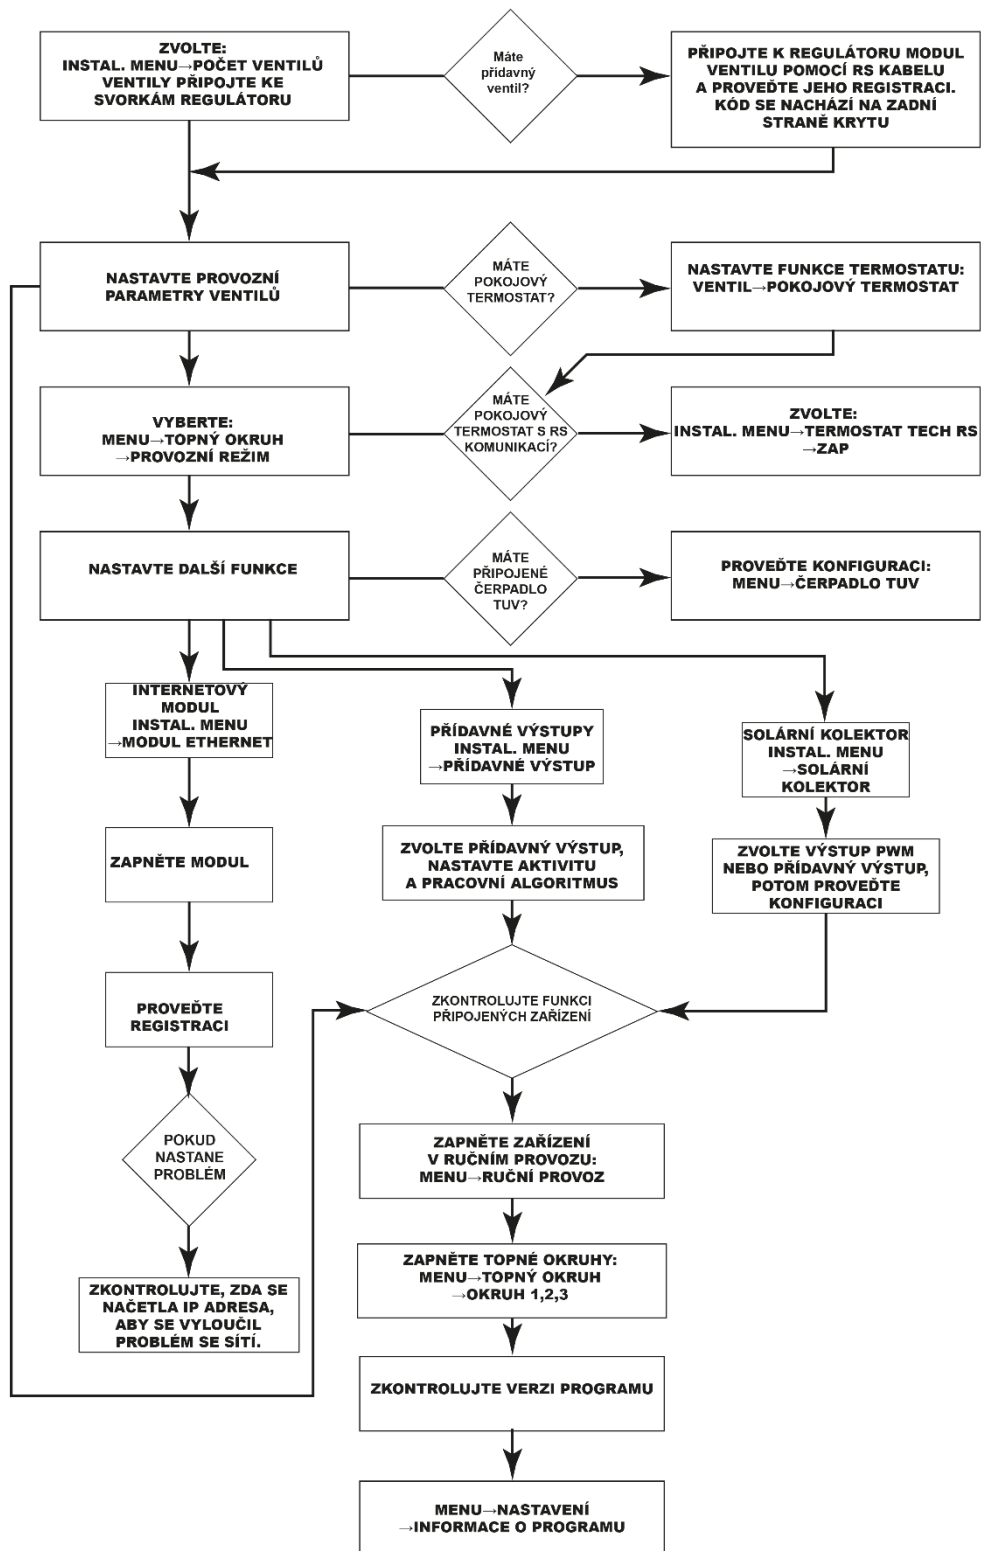 ZVOLTE:
INSTAL. MENU→POČET VENTILŮ
VENTILY PŘIPOJTE KE
SVORKÁM REGULÁTORU
Máte
přídavný
ventil?
PŘIPOJTE K REGULÁTORU MODUL
VENTILU POMOCÍ RS KABELU
A PROVEĎTE JEHO REGISTRACI.
KÓD SE NACHÁZÍ NA ZADNÍ
STRANĚ KRYTU
NASTAVTE PROVOZNÍ
PARAMETRY VENTILŮ
MÁTE
POKOJOVÝ
TERMOSTAT?
NASTAVTE FUNKCE TERMOSTATU:
VENTIL→POKOJOVÝ TERMOSTAT
VYBERTE:
MENU→TOPNÝ OKRUH
→PROVOZNÍ REŽIM
MÁTE
POKOJOVÝ
TERMOSTAT S RS
KOMUNIKACÍ?
ZVOLTE:
INSTAL. MENU→TERMOSTAT TECH RS
→ZAP
NASTAVTE DALŠÍ FUNKCE
MÁTE
PŘIPOJENÉ
ČERPADLO
TUV?
PROVEĎTE KONFIGURACI:
MENU→ČERPADLO TUV
INTERNETOVÝ
MODUL
INSTAL. MENU
→MODUL ETHERNET
PŘÍDAVNÉ VÝSTUPY
INSTAL. MENU
→PŘÍDAVNÉ VÝSTUP
SOLÁRNÍ KOLEKTOR
INSTAL. MENU
→SOLÁRNÍ
KOLEKTOR
ZAPNĚTE MODUL
ZVOLTE PŘÍDAVNÝ VÝSTUP,
NASTAVTE AKTIVITU
A PRACOVNÍ ALGORITMUS
ZVOLTE VÝSTUP PWM
NEBO PŘÍDAVNÝ VÝSTUP,
POTOM PROVEĎTE
KONFIGURACI
PROVEĎTE
REGISTRACI
ZKONTROLUJTE FUNKCI
PŘIPOJENÝCH ZAŘÍZENÍ
POKUD
NASTANE
PROBLÉM
ZAPNĚTE ZAŘÍZENÍ
V RUČNÍM PROVOZU:
MENU→RUČNÍ PROVOZ
ZKONTROLUJTE, ZDA SE
NAČETLA IP ADRESA,
ABY SE VYLOUČIL
PROBLÉM SE SÍTÍ.
ZAPNĚTE TOPNÉ OKRUHY:
MENU→TOPNÝ OKRUH
→OKRUH 1,2,3
ZKONTROLUJTE VERZI PROGRAMU
MENU→NASTAVENÍ
→INFORMACE O PROGRAMU